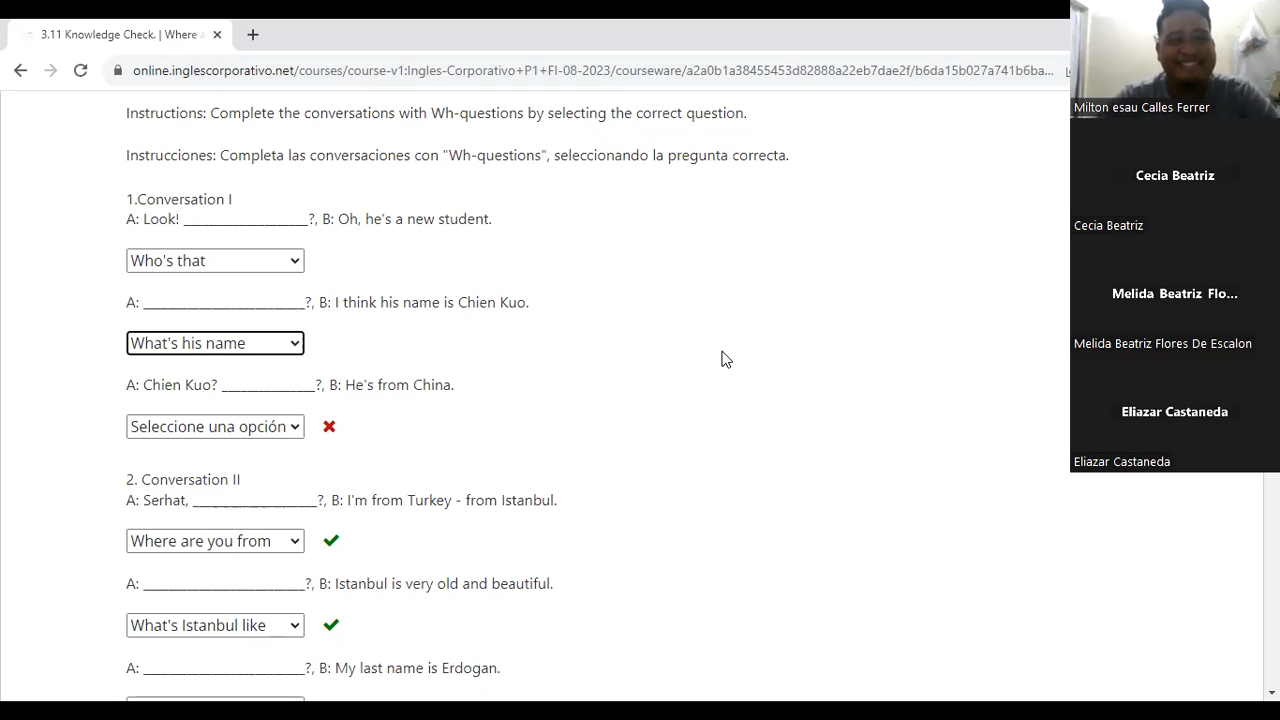 3.11 Knowledge Check. | Where
online.inglescorporativo.net/courses/course-v1:Ingles-Corporativo+P1+FI-08-2023/courseware/a2a0b1a38455453d82888a22eb7dae2f/b6da15b027a741b6ba...
Instructions: Complete the conversations with Wh-questions by selecting the correct question.
Instrucciones: Completa las conversaciones con "Wh-questions", seleccionando la pregunta correcta.
1.Conversation I
A: Look! ____________________?, B: Oh, he's a new student.
Who's that
A: __________________________?, B: I think his name is Chien Kuo.
What's his name
A: Chien Kuo? _______________?, B: He's from China.
Seleccione una opción
2. Conversation II
A: Serhat, ____________________?, B: I'm from Turkey - from Istanbul.
Where are you from
A: __________________________?, B: Istanbul is very old and beautiful.
What's Istanbul like
A: __________________________?, B: My last name is Erdogan.
Milton esau Calles Ferrer
Cecia Beatriz
Cecia Beatriz
Melida Beatriz Flo...
Melida Beatriz Flores De Escalon
Eliazar Castaneda
Eliazar Castaneda